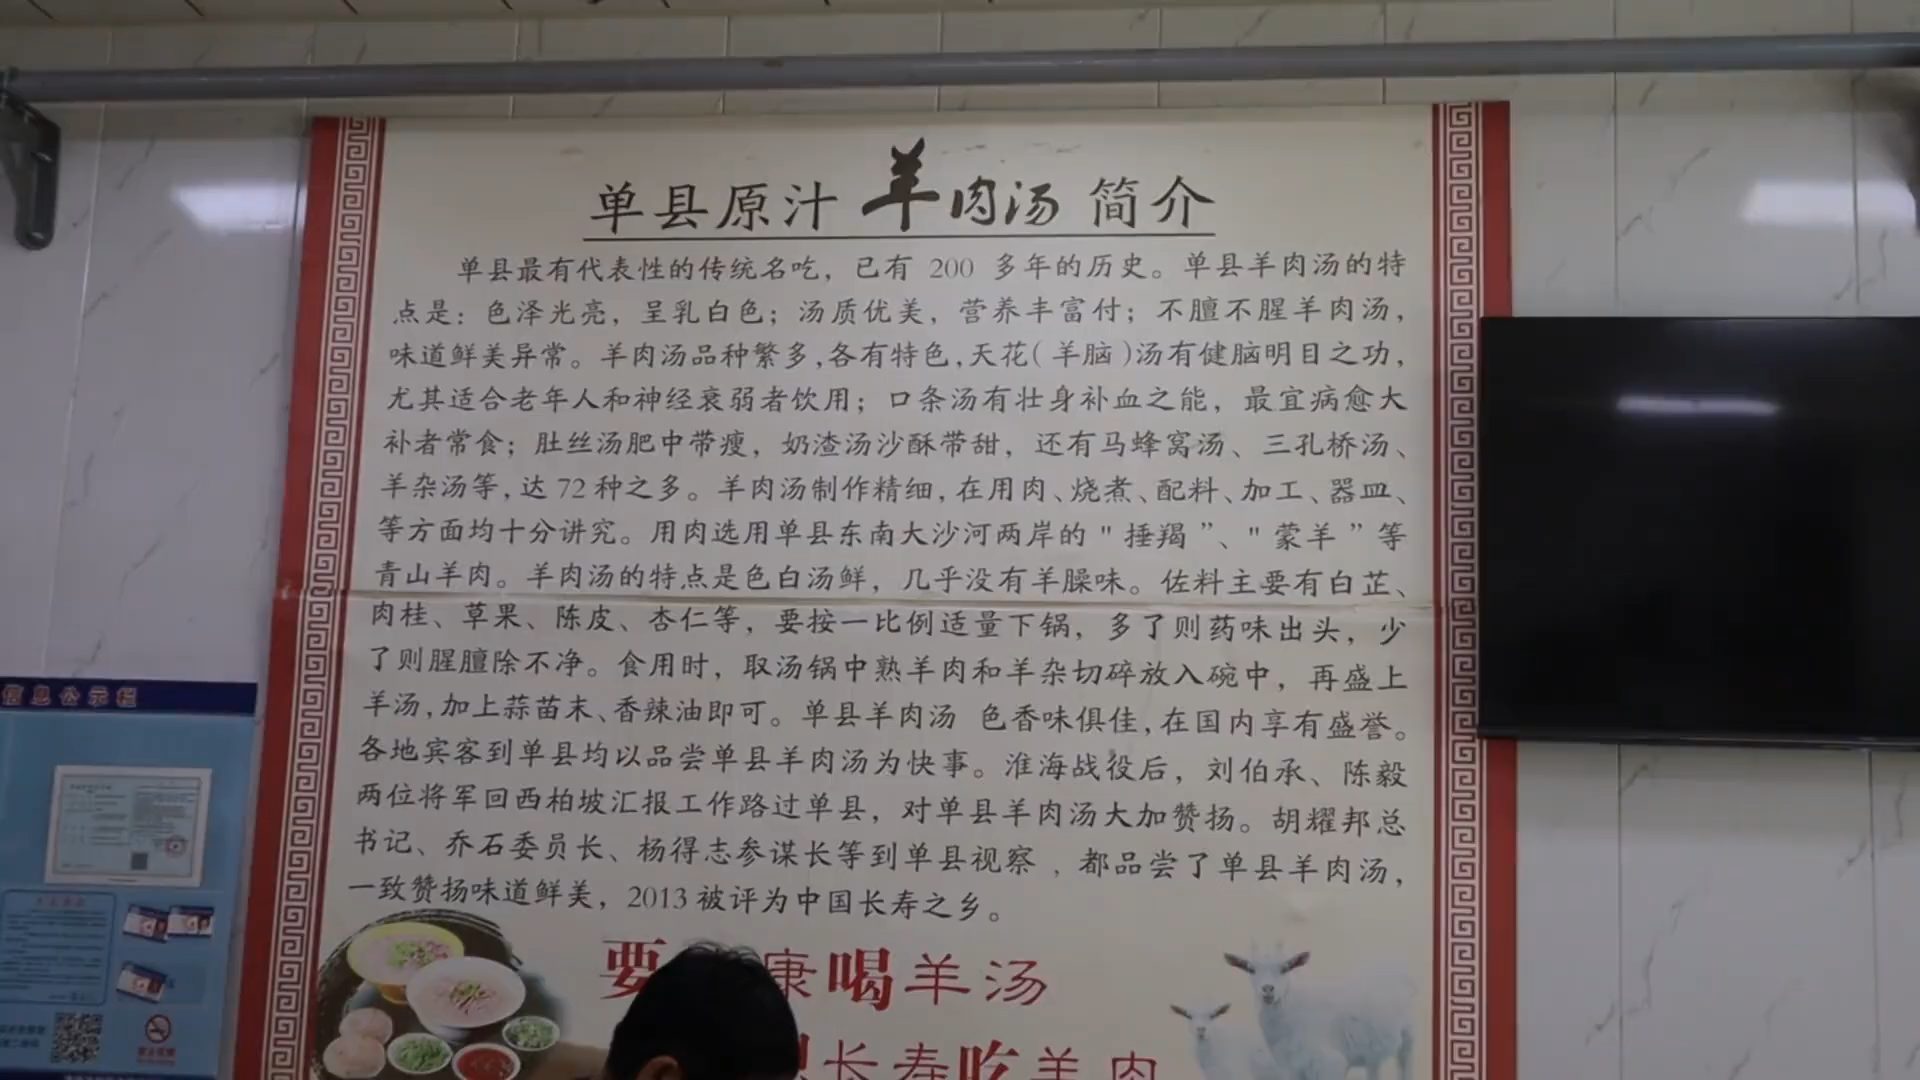 单县原汁 羊肉汤 简介
单县最有代表性的传统名吃，已有 200 多年的历史。单县羊肉汤的特
点是：色泽光亮，呈乳白色；汤质优美，营养丰富付；不膻不腥羊肉汤，
味道鲜美异常。羊肉汤品种繁多,各有特色,天花(羊脑)汤有健脑明目之功，
尤其适合老年人和神经衰弱者饮用；口条汤有壮身补血之能，最宜病愈大
补者常食；肚丝汤肥中带瘦，奶渣汤沙酥带甜，还有马蜂窝汤、三孔桥汤、
羊杂汤等,达72种之多。羊肉汤制作精细,在用肉、烧煮、配料、加工、器皿、
等方面均十分讲究。用肉选用单县东南大沙河两岸的"捶羯”、"蒙羊”等
青山羊肉。羊肉汤的特点是色白汤鲜，几乎没有羊臊味。佐料主要有白芷、
肉桂、草果、陈皮、杏仁等，要按一比例适量下锅，多了则药味出头，少
了则腥膻除不净。食用时，取汤锅中熟羊肉和羊杂切碎放入碗中，再盛上
羊汤,加上蒜苗末、香辣油即可。单县羊肉汤 色香味俱佳,在国内享有盛誉。
各地宾客到单县均以品尝单县羊肉汤为快事。淮海战役后，刘伯承、陈毅
两位将军回西柏坡汇报工作路过单县，对单县羊肉汤大加赞扬。胡耀邦总
书记、乔石委员长、杨得志参谋长等到单县视察，都品尝了单县羊肉汤，
一致赞扬味道鲜美，2013被评为中国长寿之乡。
要 康喝羊汤
长寿吃羊肉
信息公示栏